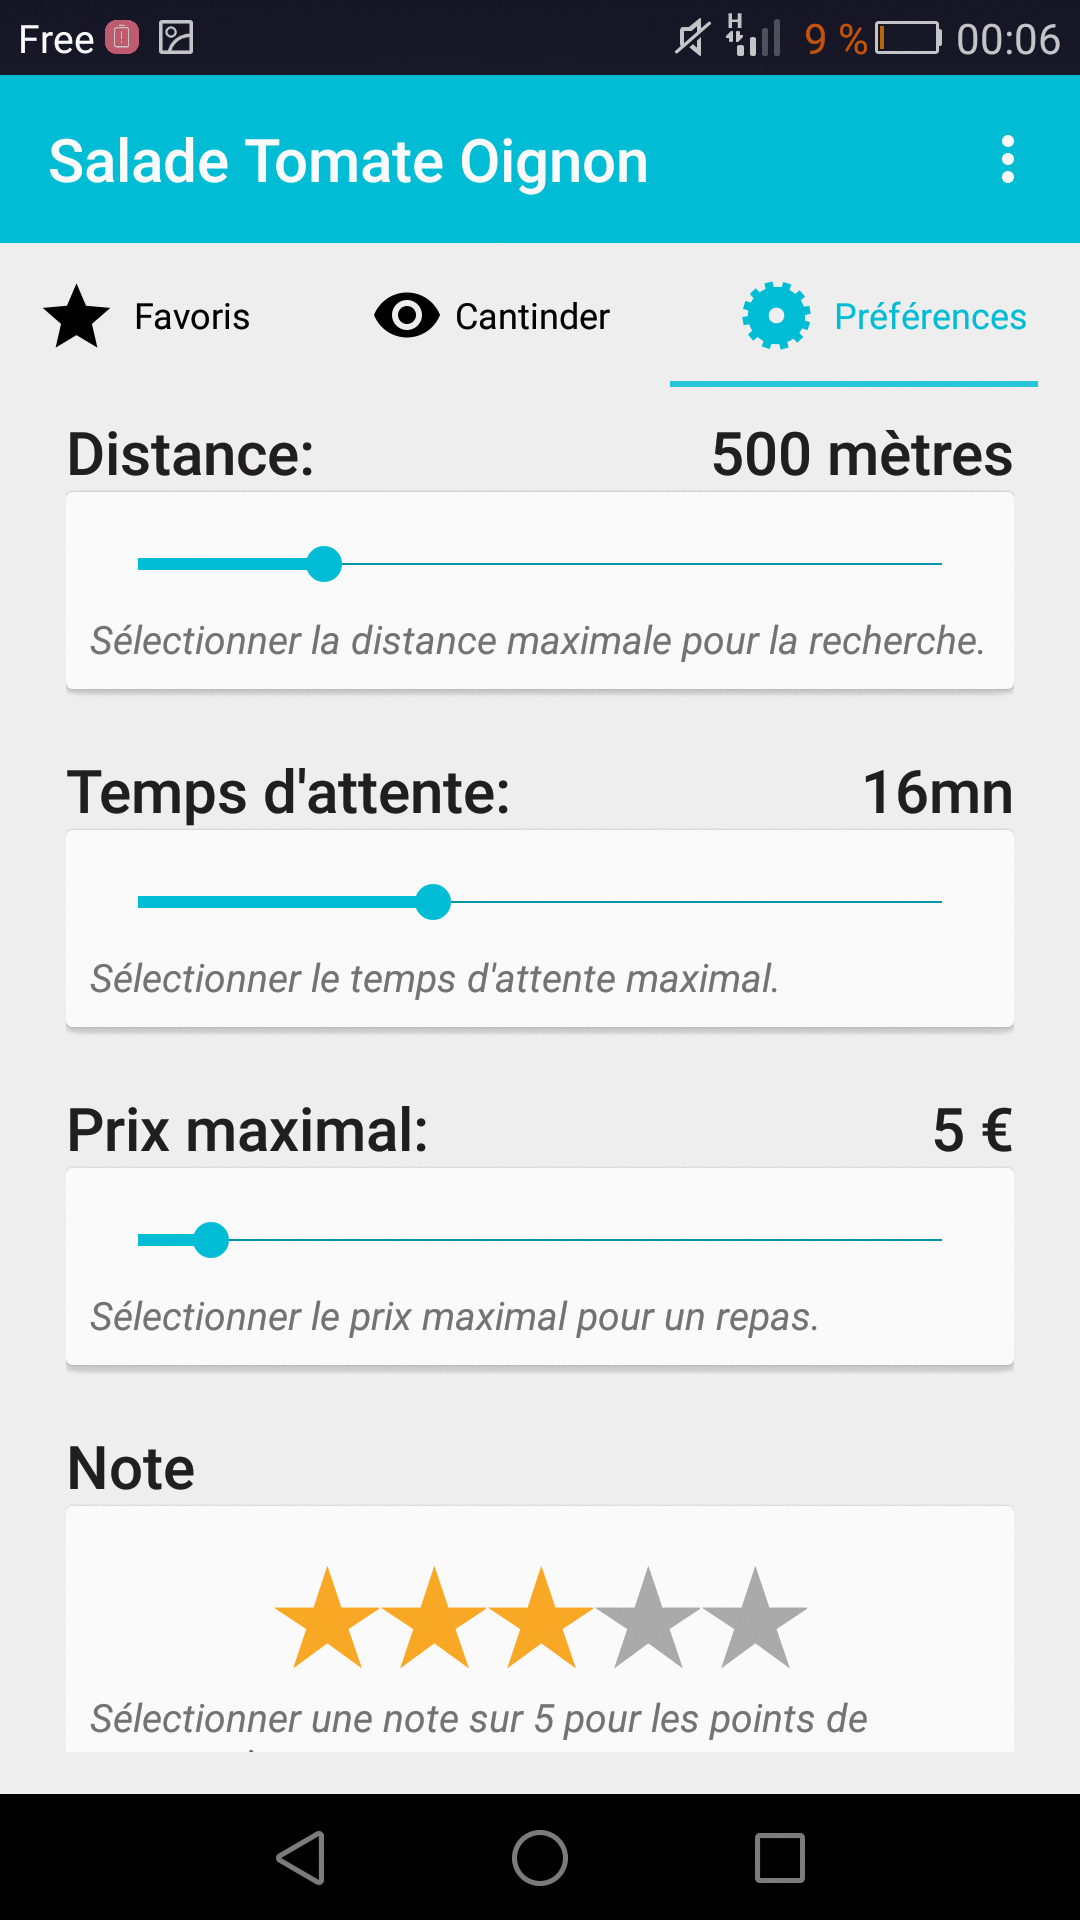 Free H 9 % 00:06
Salade Tomate Oignon
Favoris Cantinder Préférences
Distance: 500 mètres
Sélectionner la distance maximale pour la recherche.
Temps d'attente: 16mn
Sélectionner le temps d'attente maximal.
Prix maximal: 5 €
Sélectionner le prix maximal pour un repas.
Note
Sélectionner une note sur 5 pour les points de